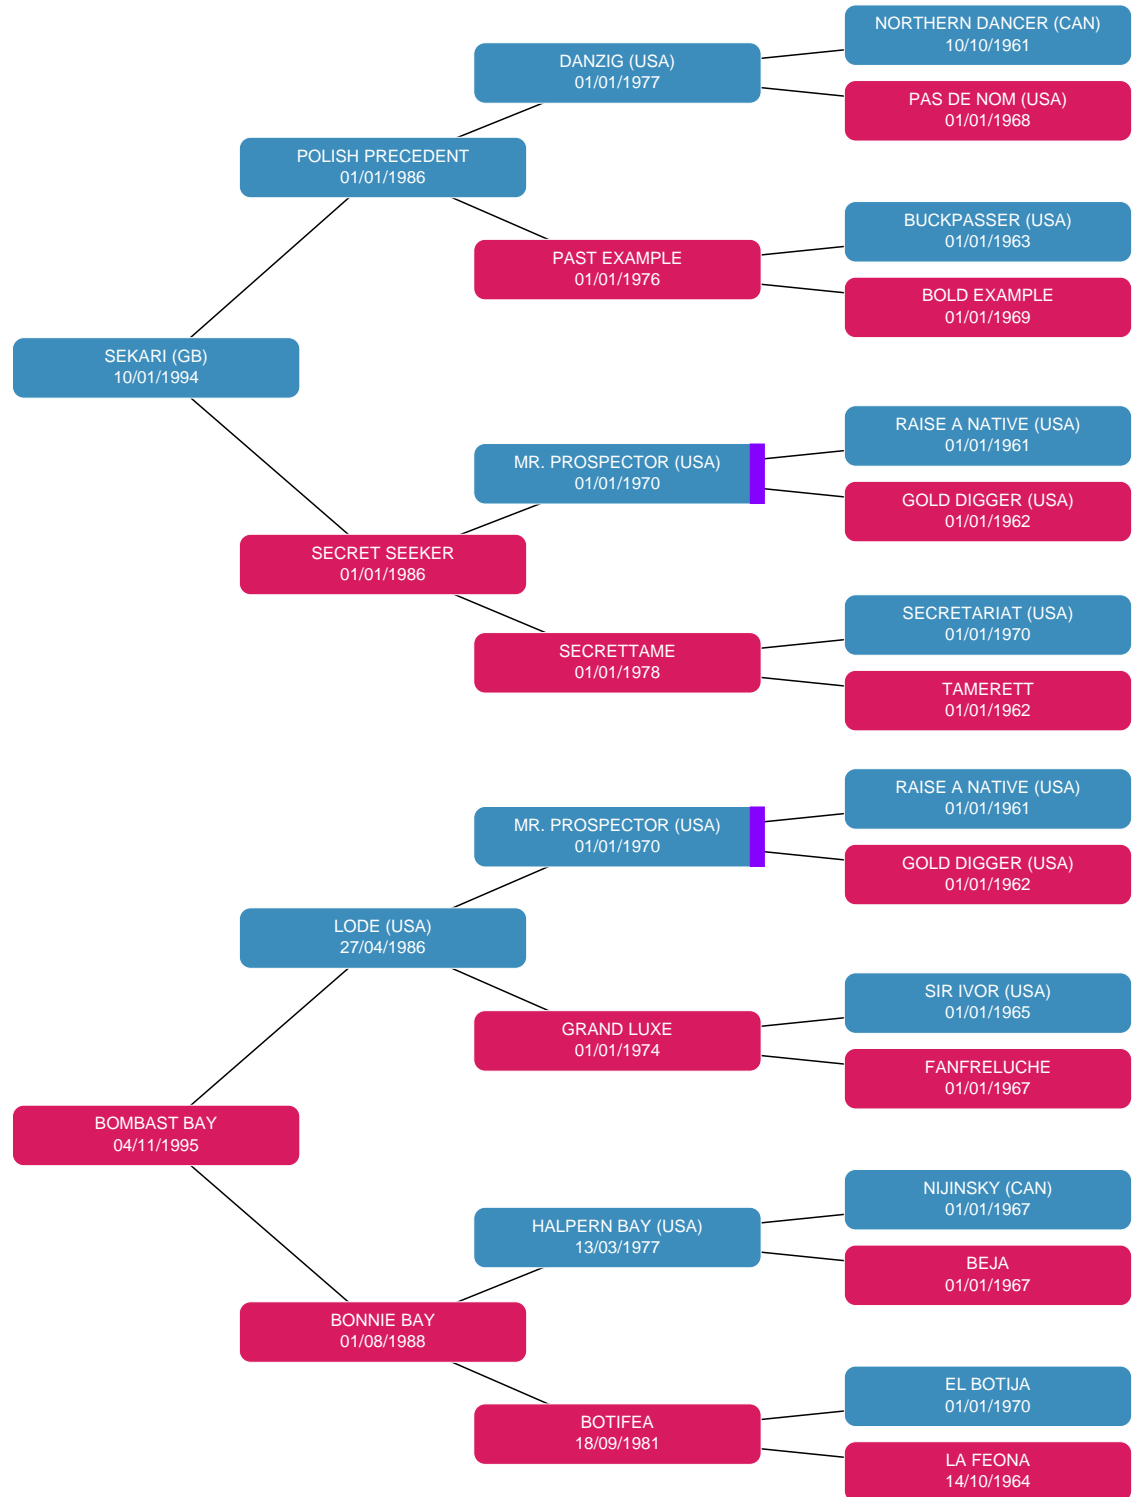 NORTHERN DANCER (CAN)
10/10/1961
DANZIG (USA)
01/01/1977
PAS DE NOM (USA)
01/01/1968
POLISH PRECEDENT
01/01/1986
BUCKPASSER (USA)
01/01/1963
PAST EXAMPLE
01/01/1976
BOLD EXAMPLE
01/01/1969
SEKARI (GB)
10/01/1994
RAISE A NATIVE (USA)
01/01/1961
MR. PROSPECTOR (USA)
01/01/1970
GOLD DIGGER (USA)
01/01/1962
SECRET SEEKER
01/01/1986
SECRETARIAT (USA)
01/01/1970
SECRETTAME
01/01/1978
TAMERETT
01/01/1962
RAISE A NATIVE (USA)
01/01/1961
MR. PROSPECTOR (USA)
01/01/1970
GOLD DIGGER (USA)
01/01/1962
LODE (USA)
27/04/1986
SIR IVOR (USA)
01/01/1965
GRAND LUXE
01/01/1974
FANFRELUCHE
01/01/1967
BOMBAST BAY
04/11/1995
NIJINSKY (CAN)
01/01/1967
HALPERN BAY (USA)
13/03/1977
BEJA
01/01/1967
BONNIE BAY
01/08/1988
EL BOTIJA
01/01/1970
BOTIFEA
18/09/1981
LA FEONA
14/10/1964